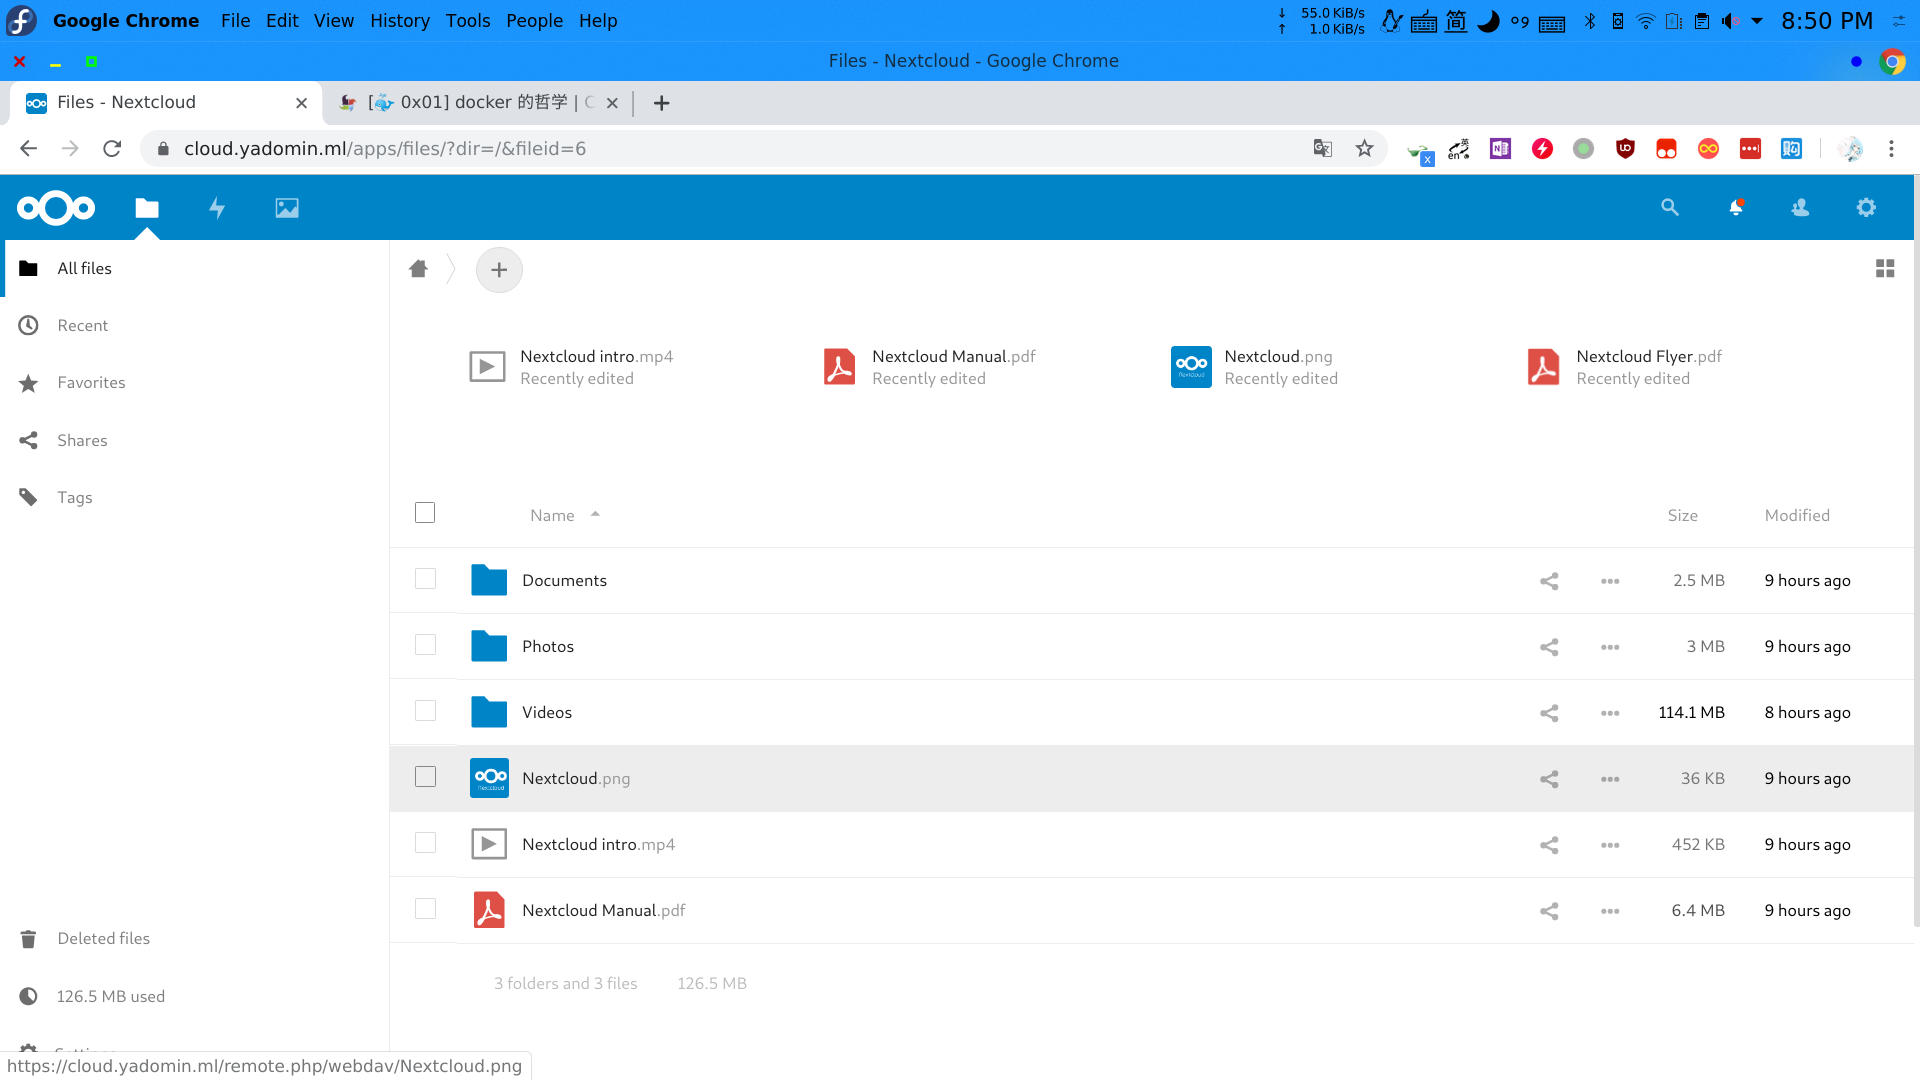 Google Chrome File Edit View History Tools People Help
↓ 55.0 KiB/s
↑ 1.0 KiB/s
简
8:50 PM
Files - Nextcloud - Google Chrome
Files - Nextcloud
[🐳 0x01] docker 的哲学 | C
cloud.yadomin.ml/apps/files/?dir=/&fileid=6
All files
Recent
Favorites
Shares
Tags
Deleted files
126.5 MB used
Settings
Nextcloud intro.mp4
Recently edited
Nextcloud Manual.pdf
Recently edited
Nextcloud.png
Recently edited
Nextcloud Flyer.pdf
Recently edited
Name Size Modified
Documents 2.5 MB 9 hours ago
Photos 3 MB 9 hours ago
Videos 114.1 MB 8 hours ago
Nextcloud.png 36 KB 9 hours ago
Nextcloud intro.mp4 452 KB 9 hours ago
Nextcloud Manual.pdf 6.4 MB 9 hours ago
3 folders and 3 files 126.5 MB
https://cloud.yadomin.ml/remote.php/webdav/Nextcloud.png